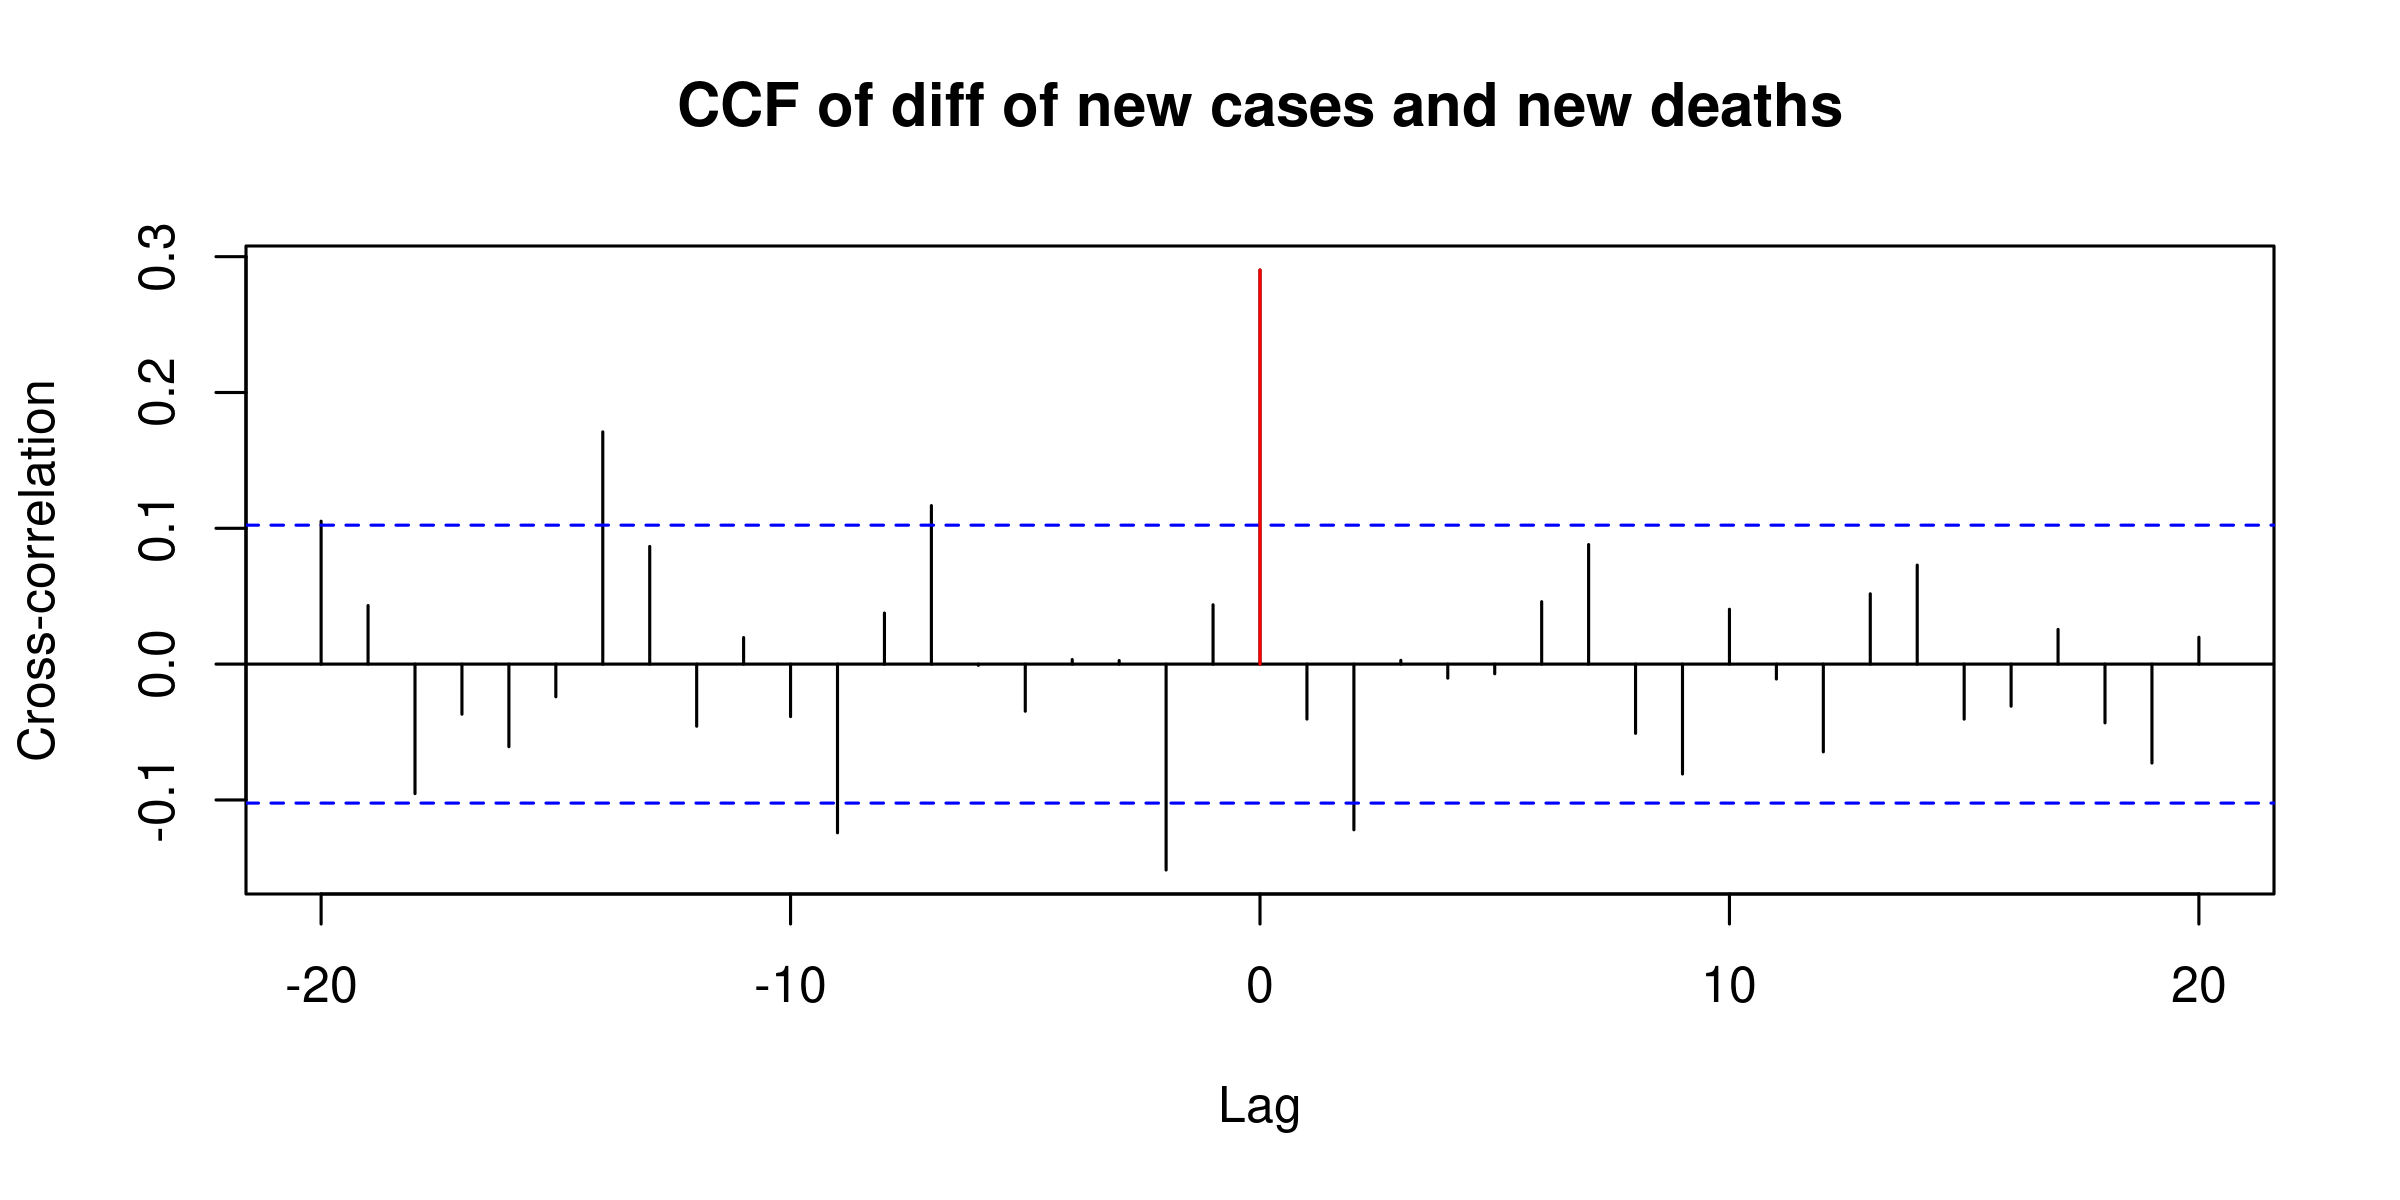 CCF of diff of new cases and new deaths
Cross-correlation
0.3
0.2
0.1
0.0
-0.1
-20 -10 0 10 20
Lag